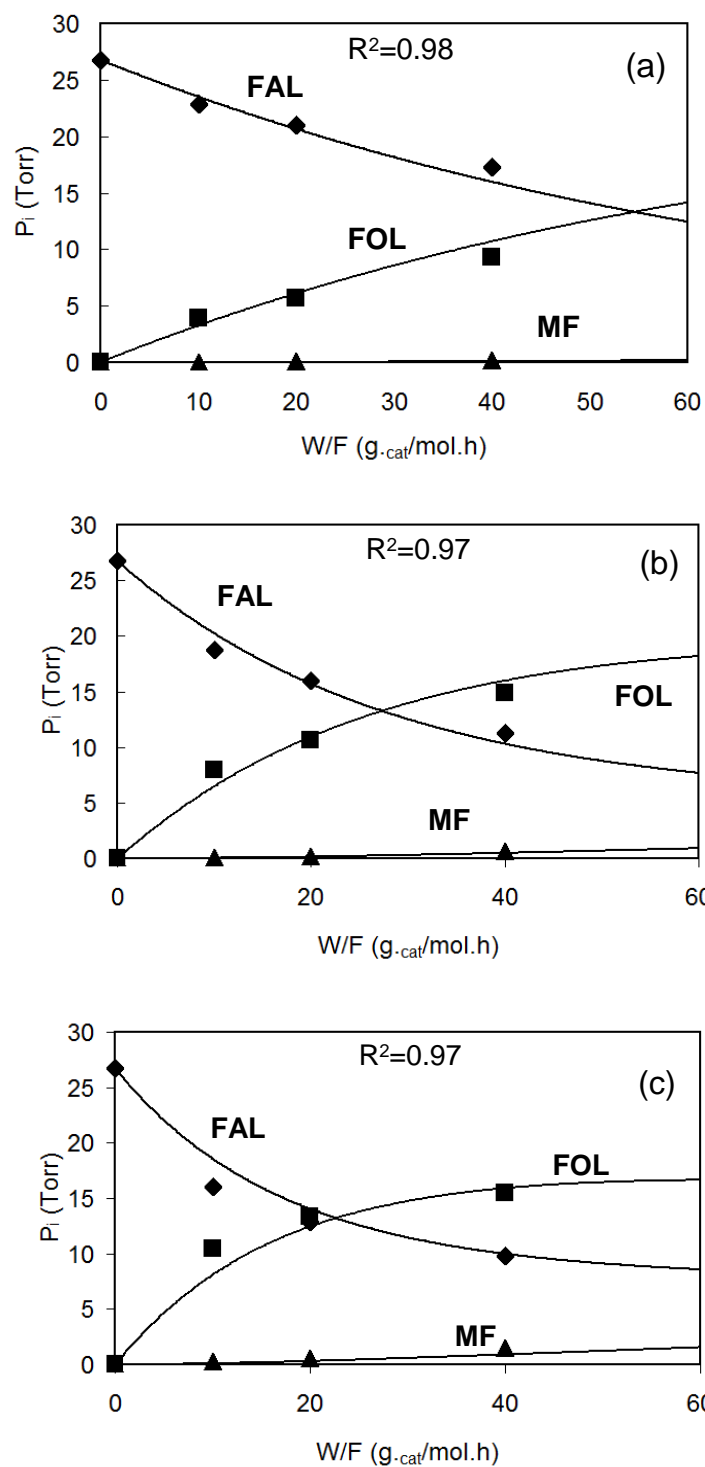 30
R²=0.98
(a)
25
FAL
20
15
Pᵢ (Torr)
FOL
10
5
MF
0
0 10 20 30 40 50 60
W/F (g.cat/mol.h)
30
R²=0.97
(b)
25
FAL
20
15
Pᵢ (Torr)
FOL
10
5
MF
0
0 20 40 60
W/F (g.cat/mol.h)
30
R²=0.97
(c)
25
FAL
20
FOL
15
Pᵢ (Torr)
10
5
MF
0
0 20 40 60
W/F (g.cat/mol.h)